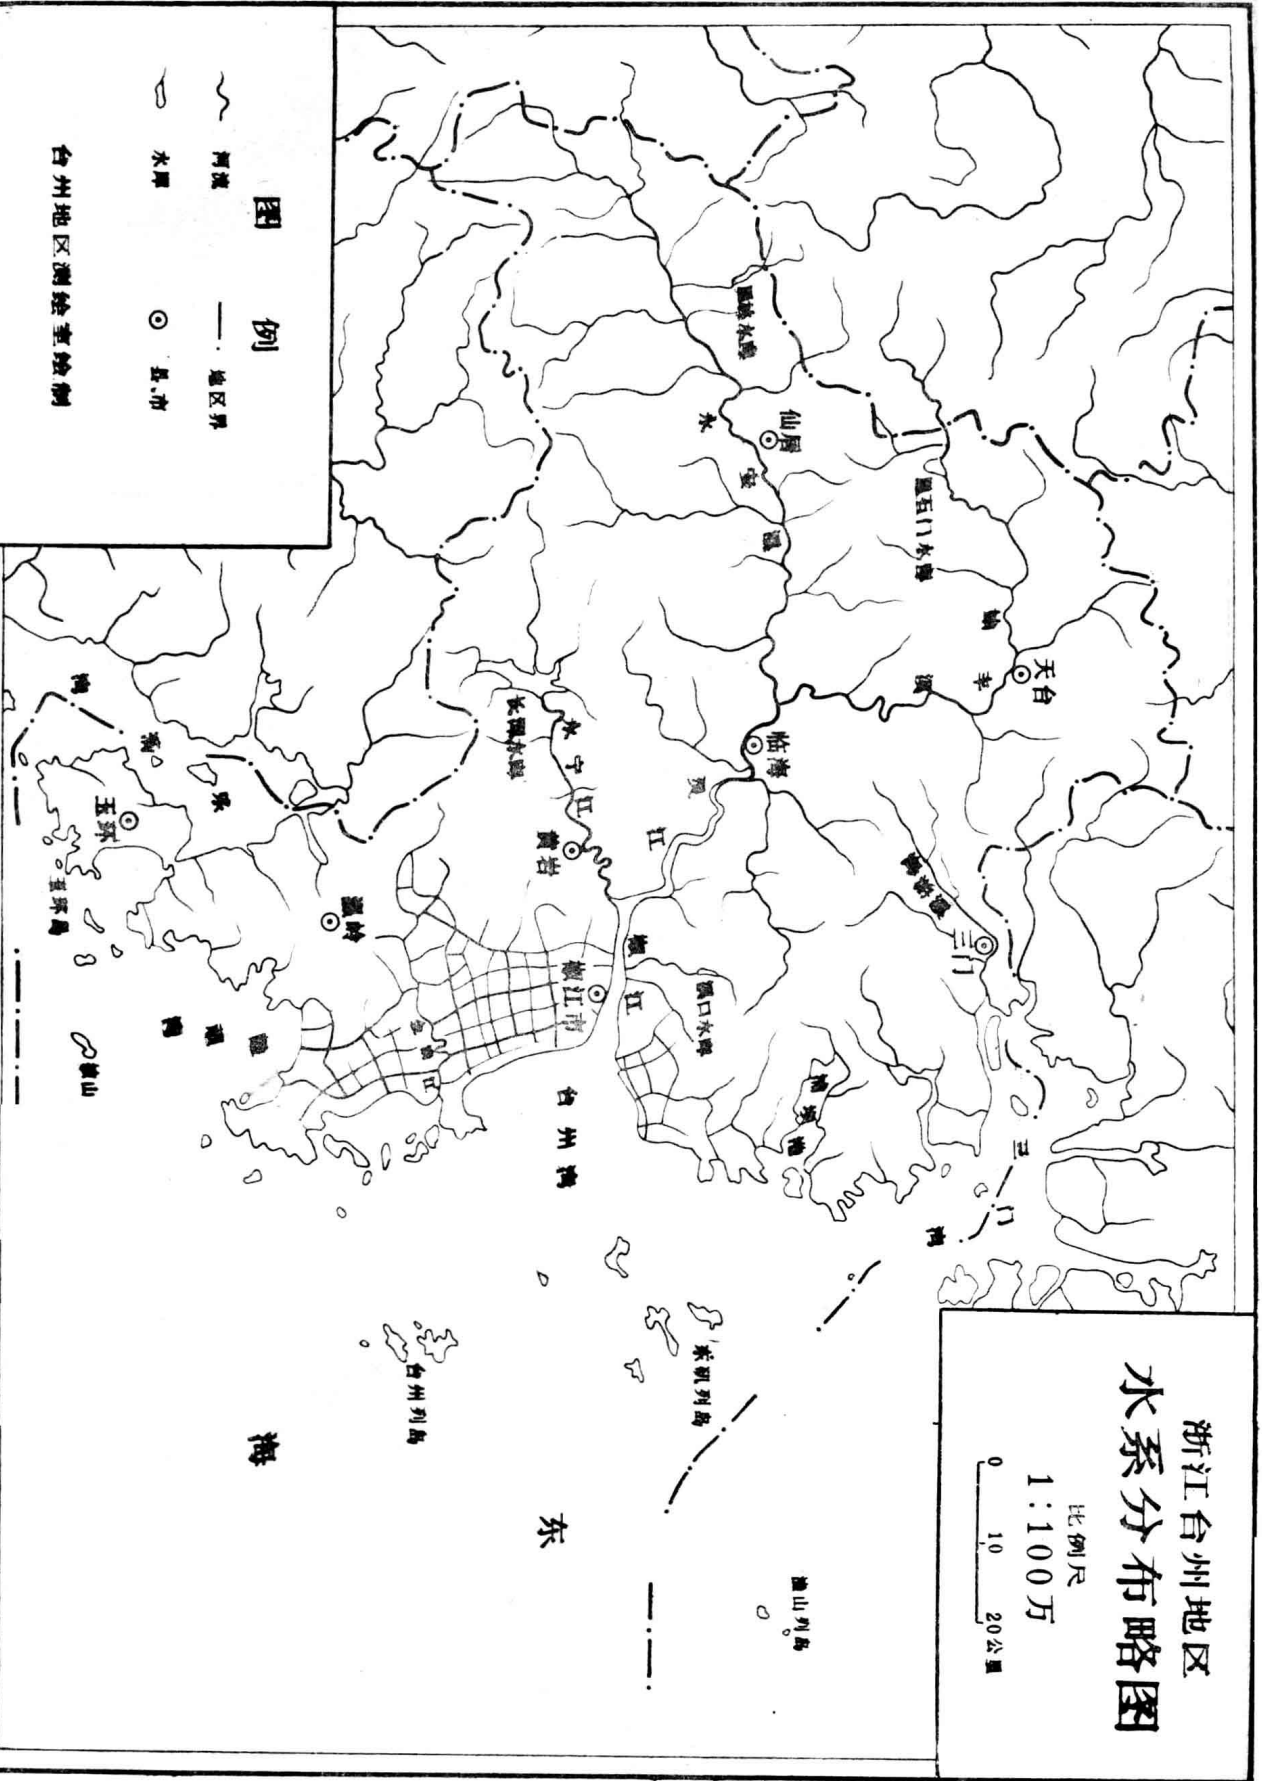 浙江台州地区
水系分布略图
比例尺
1:100万
0 10 20公里
三门湾
三门
天台
里石门水库
始丰溪
仙居
永安溪
临海
灵江
椒江
溪口水库
椒江市
永宁江
长潭水库
黄岩
台州湾
东矶列岛
渔山列岛
台州列岛
东
海
金清江
温岭
隘顽湾
乐清湾
玉环
玉环岛
披山
图 例
河流
地区界
水库
县、市
台州地区测绘室绘制